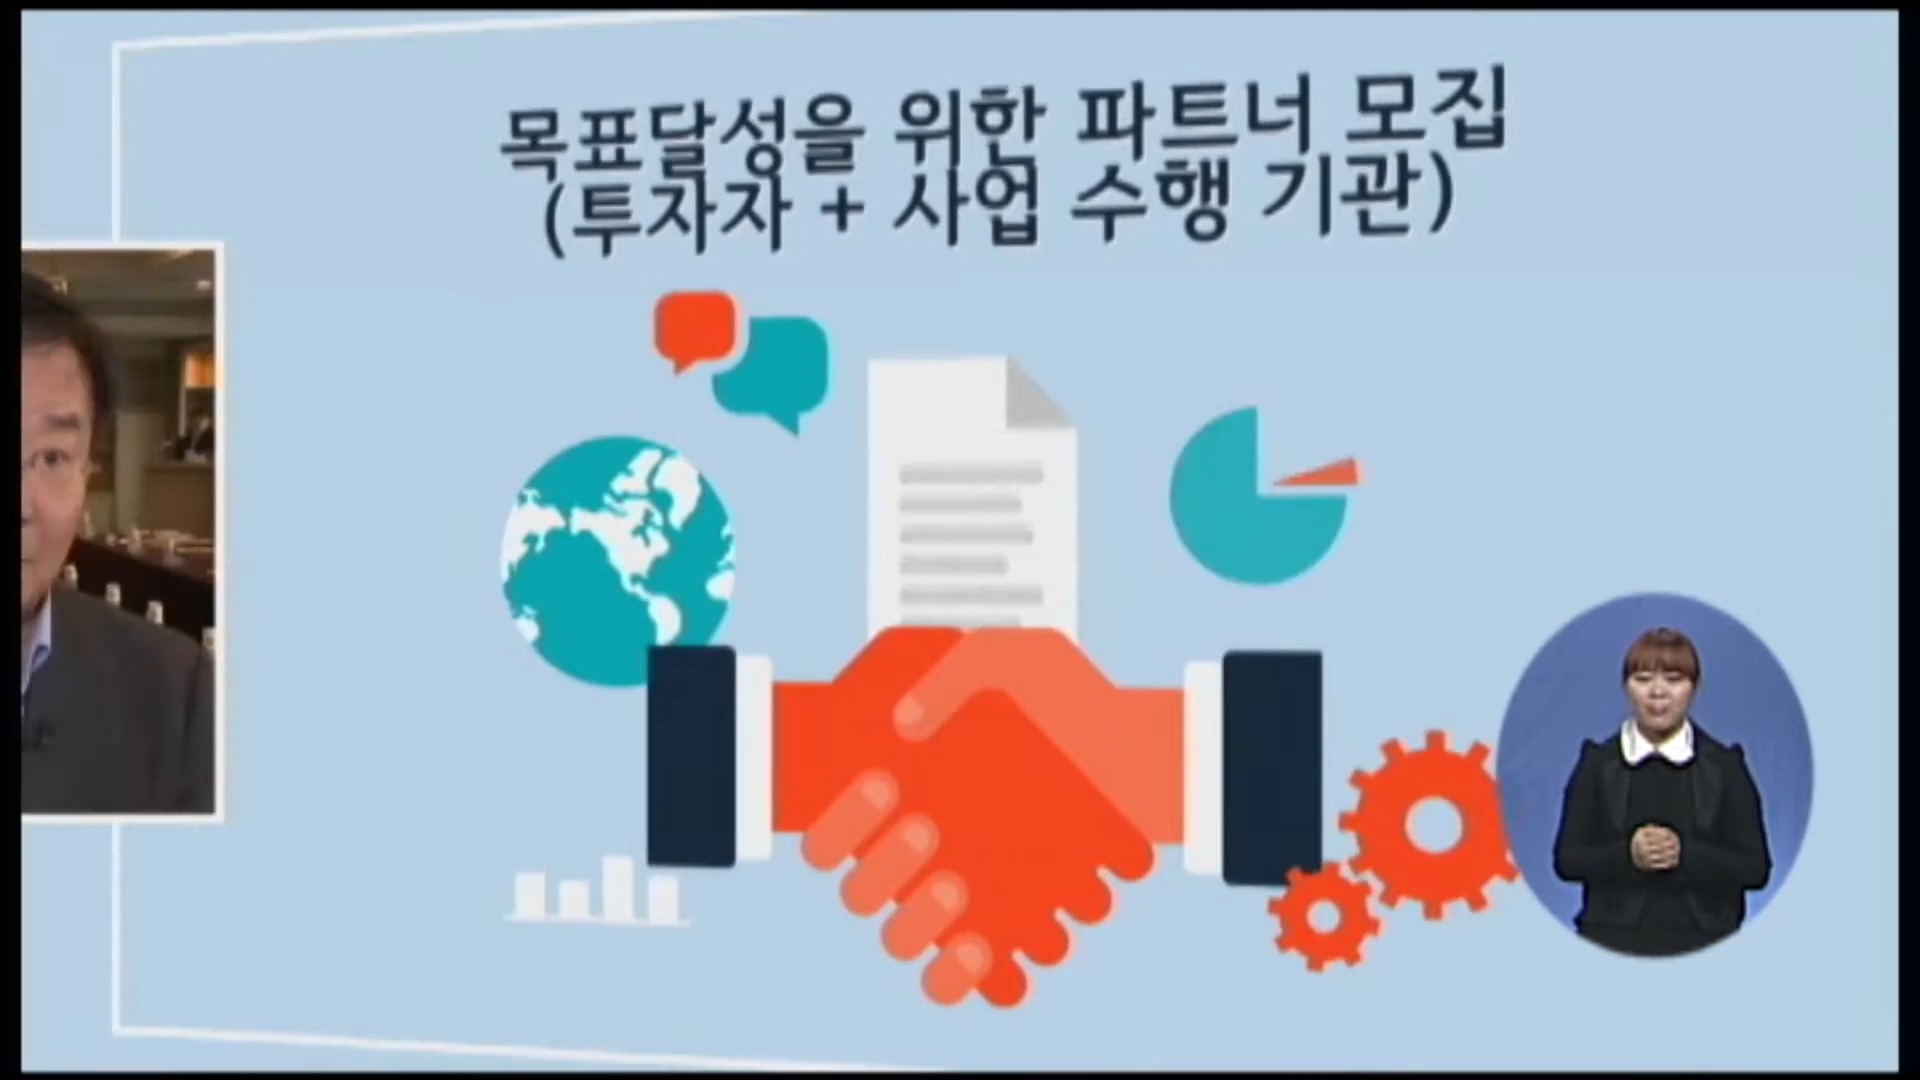 목표달성을 위한 파트너 모집
(투자자 + 사업 수행 기관)